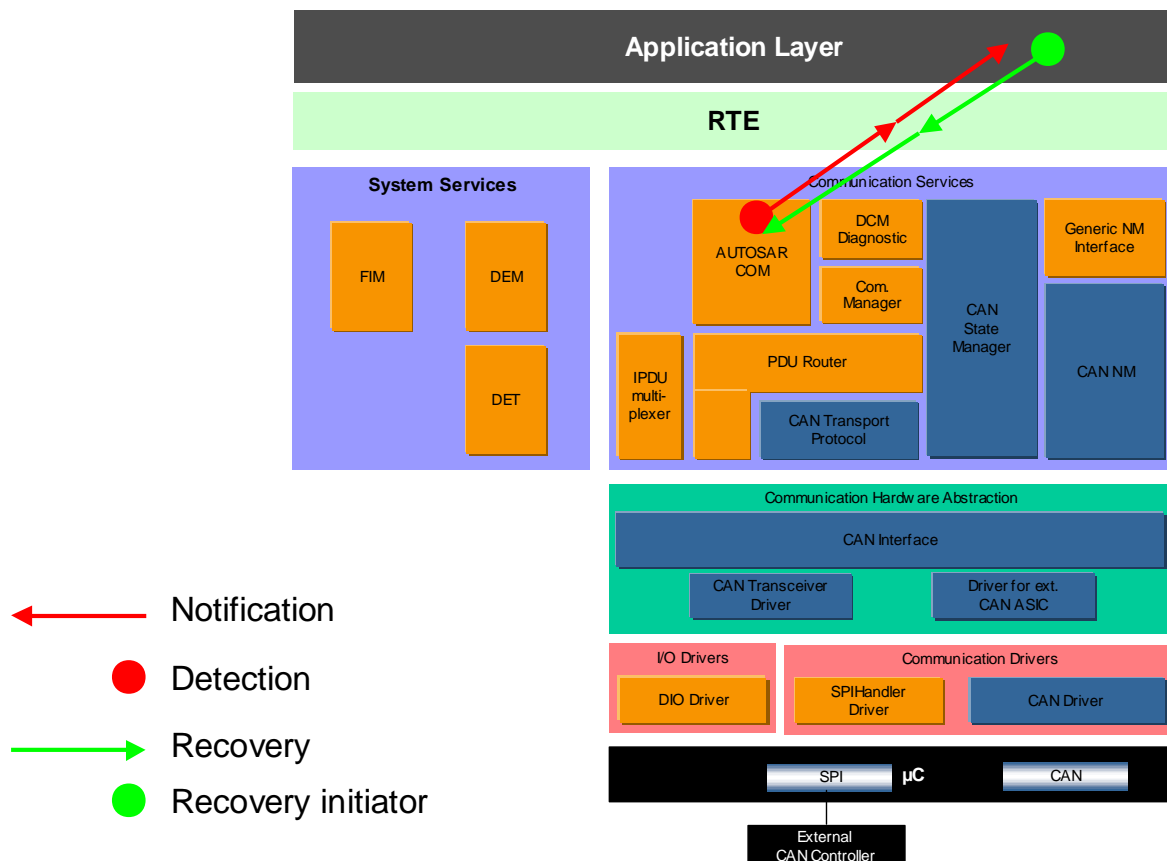 Application Layer
RTE
System Services
Communication Services
FIM
DEM
DET
AUTOSAR
COM
DCM
Diagnostic
Com.
Manager
CAN
State
Manager
Generic NM
Interface
CAN NM
IPDU
multi-
plexer
PDU Router
CAN Transport
Protocol
Communication Hardware Abstraction
CAN Interface
CAN Transceiver
Driver
Driver for ext.
CAN ASIC
I/O Drivers
Communication Drivers
DIO Driver
SPIHandler
Driver
CAN Driver
SPI
µC
CAN
External
CAN Controller
Notification
Detection
Recovery
Recovery initiator